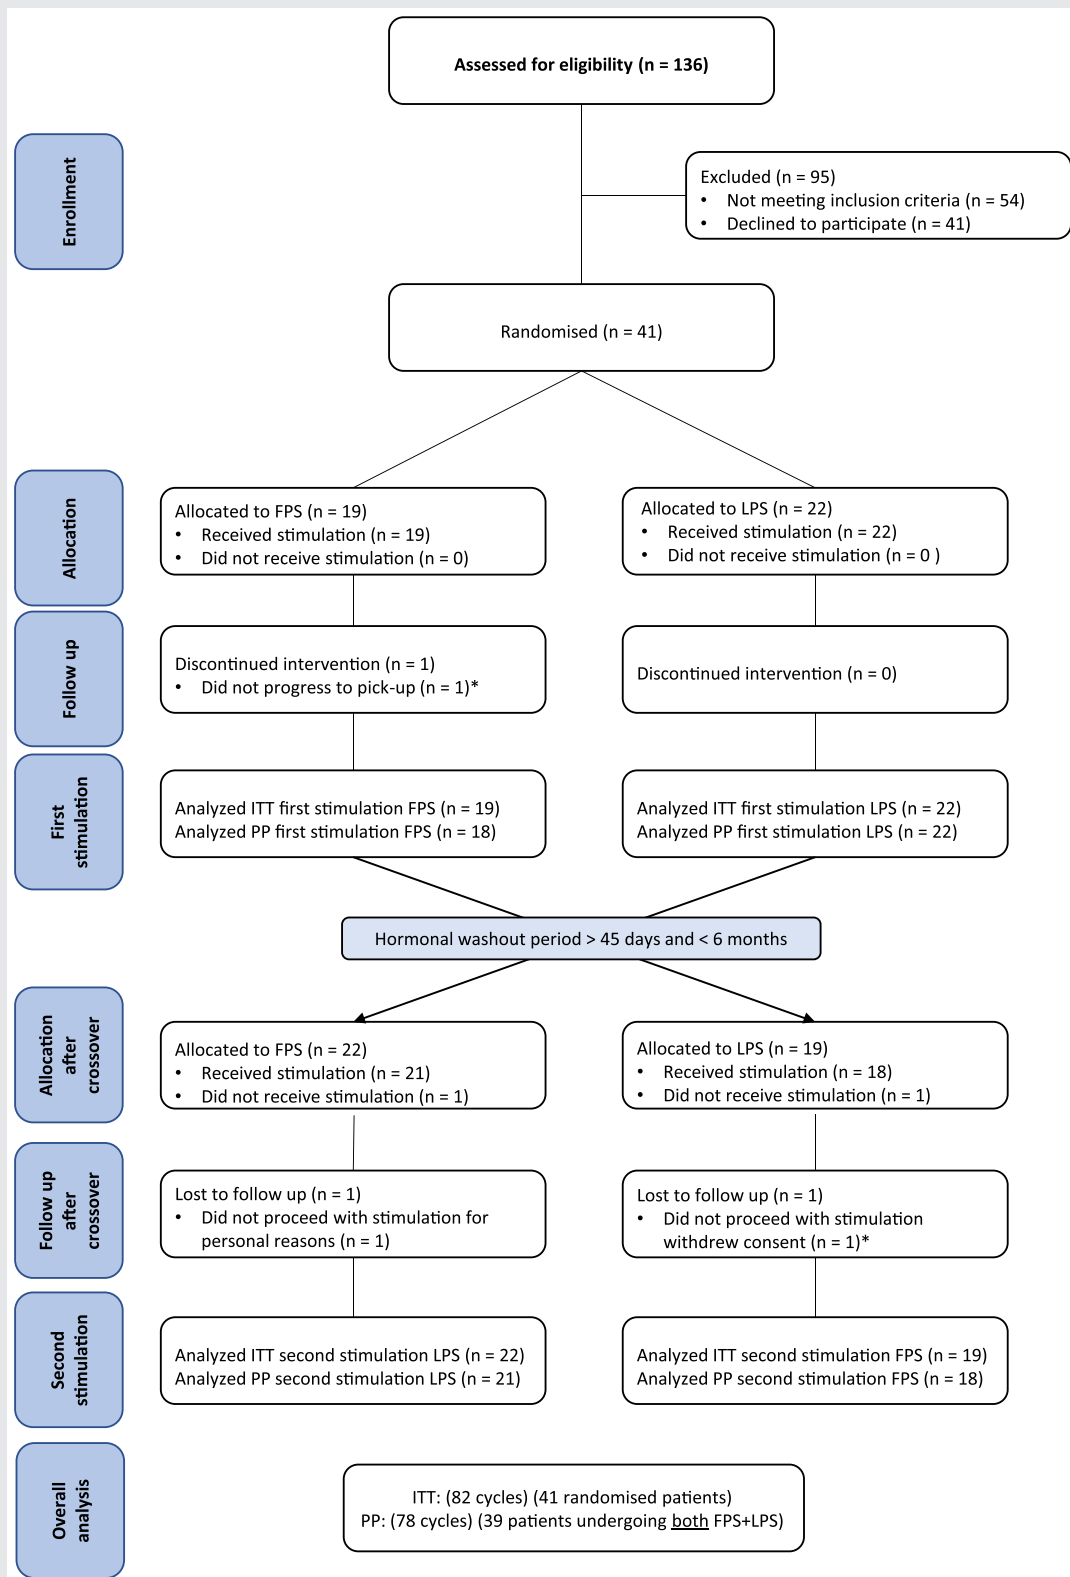 Assessed for eligibility (n = 136)
Enrollment
Excluded (n = 95)
• Not meeting inclusion criteria (n = 54)
• Declined to participate (n = 41)
Randomised (n = 41)
Allocation
Allocated to FPS (n = 19)
• Received stimulation (n = 19)
• Did not receive stimulation (n = 0)
Allocated to LPS (n = 22)
• Received stimulation (n = 22)
• Did not receive stimulation (n = 0 )
Follow up
Discontinued intervention (n = 1)
• Did not progress to pick-up (n = 1)*
Discontinued intervention (n = 0)
First
stimulation
Analyzed ITT first stimulation FPS (n = 19)
Analyzed PP first stimulation FPS (n = 18)
Analyzed ITT first stimulation LPS (n = 22)
Analyzed PP first stimulation LPS (n = 22)
Hormonal washout period > 45 days and < 6 months
Allocation
after
crossover
Allocated to FPS (n = 22)
• Received stimulation (n = 21)
• Did not receive stimulation (n = 1)
Allocated to LPS (n = 19)
• Received stimulation (n = 18)
• Did not receive stimulation (n = 1)
Follow up
after
crossover
Lost to follow up (n = 1)
• Did not proceed with stimulation for
personal reasons (n = 1)
Lost to follow up (n = 1)
• Did not proceed with stimulation
withdrew consent (n = 1)*
Second
stimulation
Analyzed ITT second stimulation LPS (n = 22)
Analyzed PP second stimulation LPS (n = 21)
Analyzed ITT second stimulation FPS (n = 19)
Analyzed PP second stimulation FPS (n = 18)
Overall
analysis
ITT: (82 cycles) (41 randomised patients)
PP: (78 cycles) (39 patients undergoing both FPS+LPS)